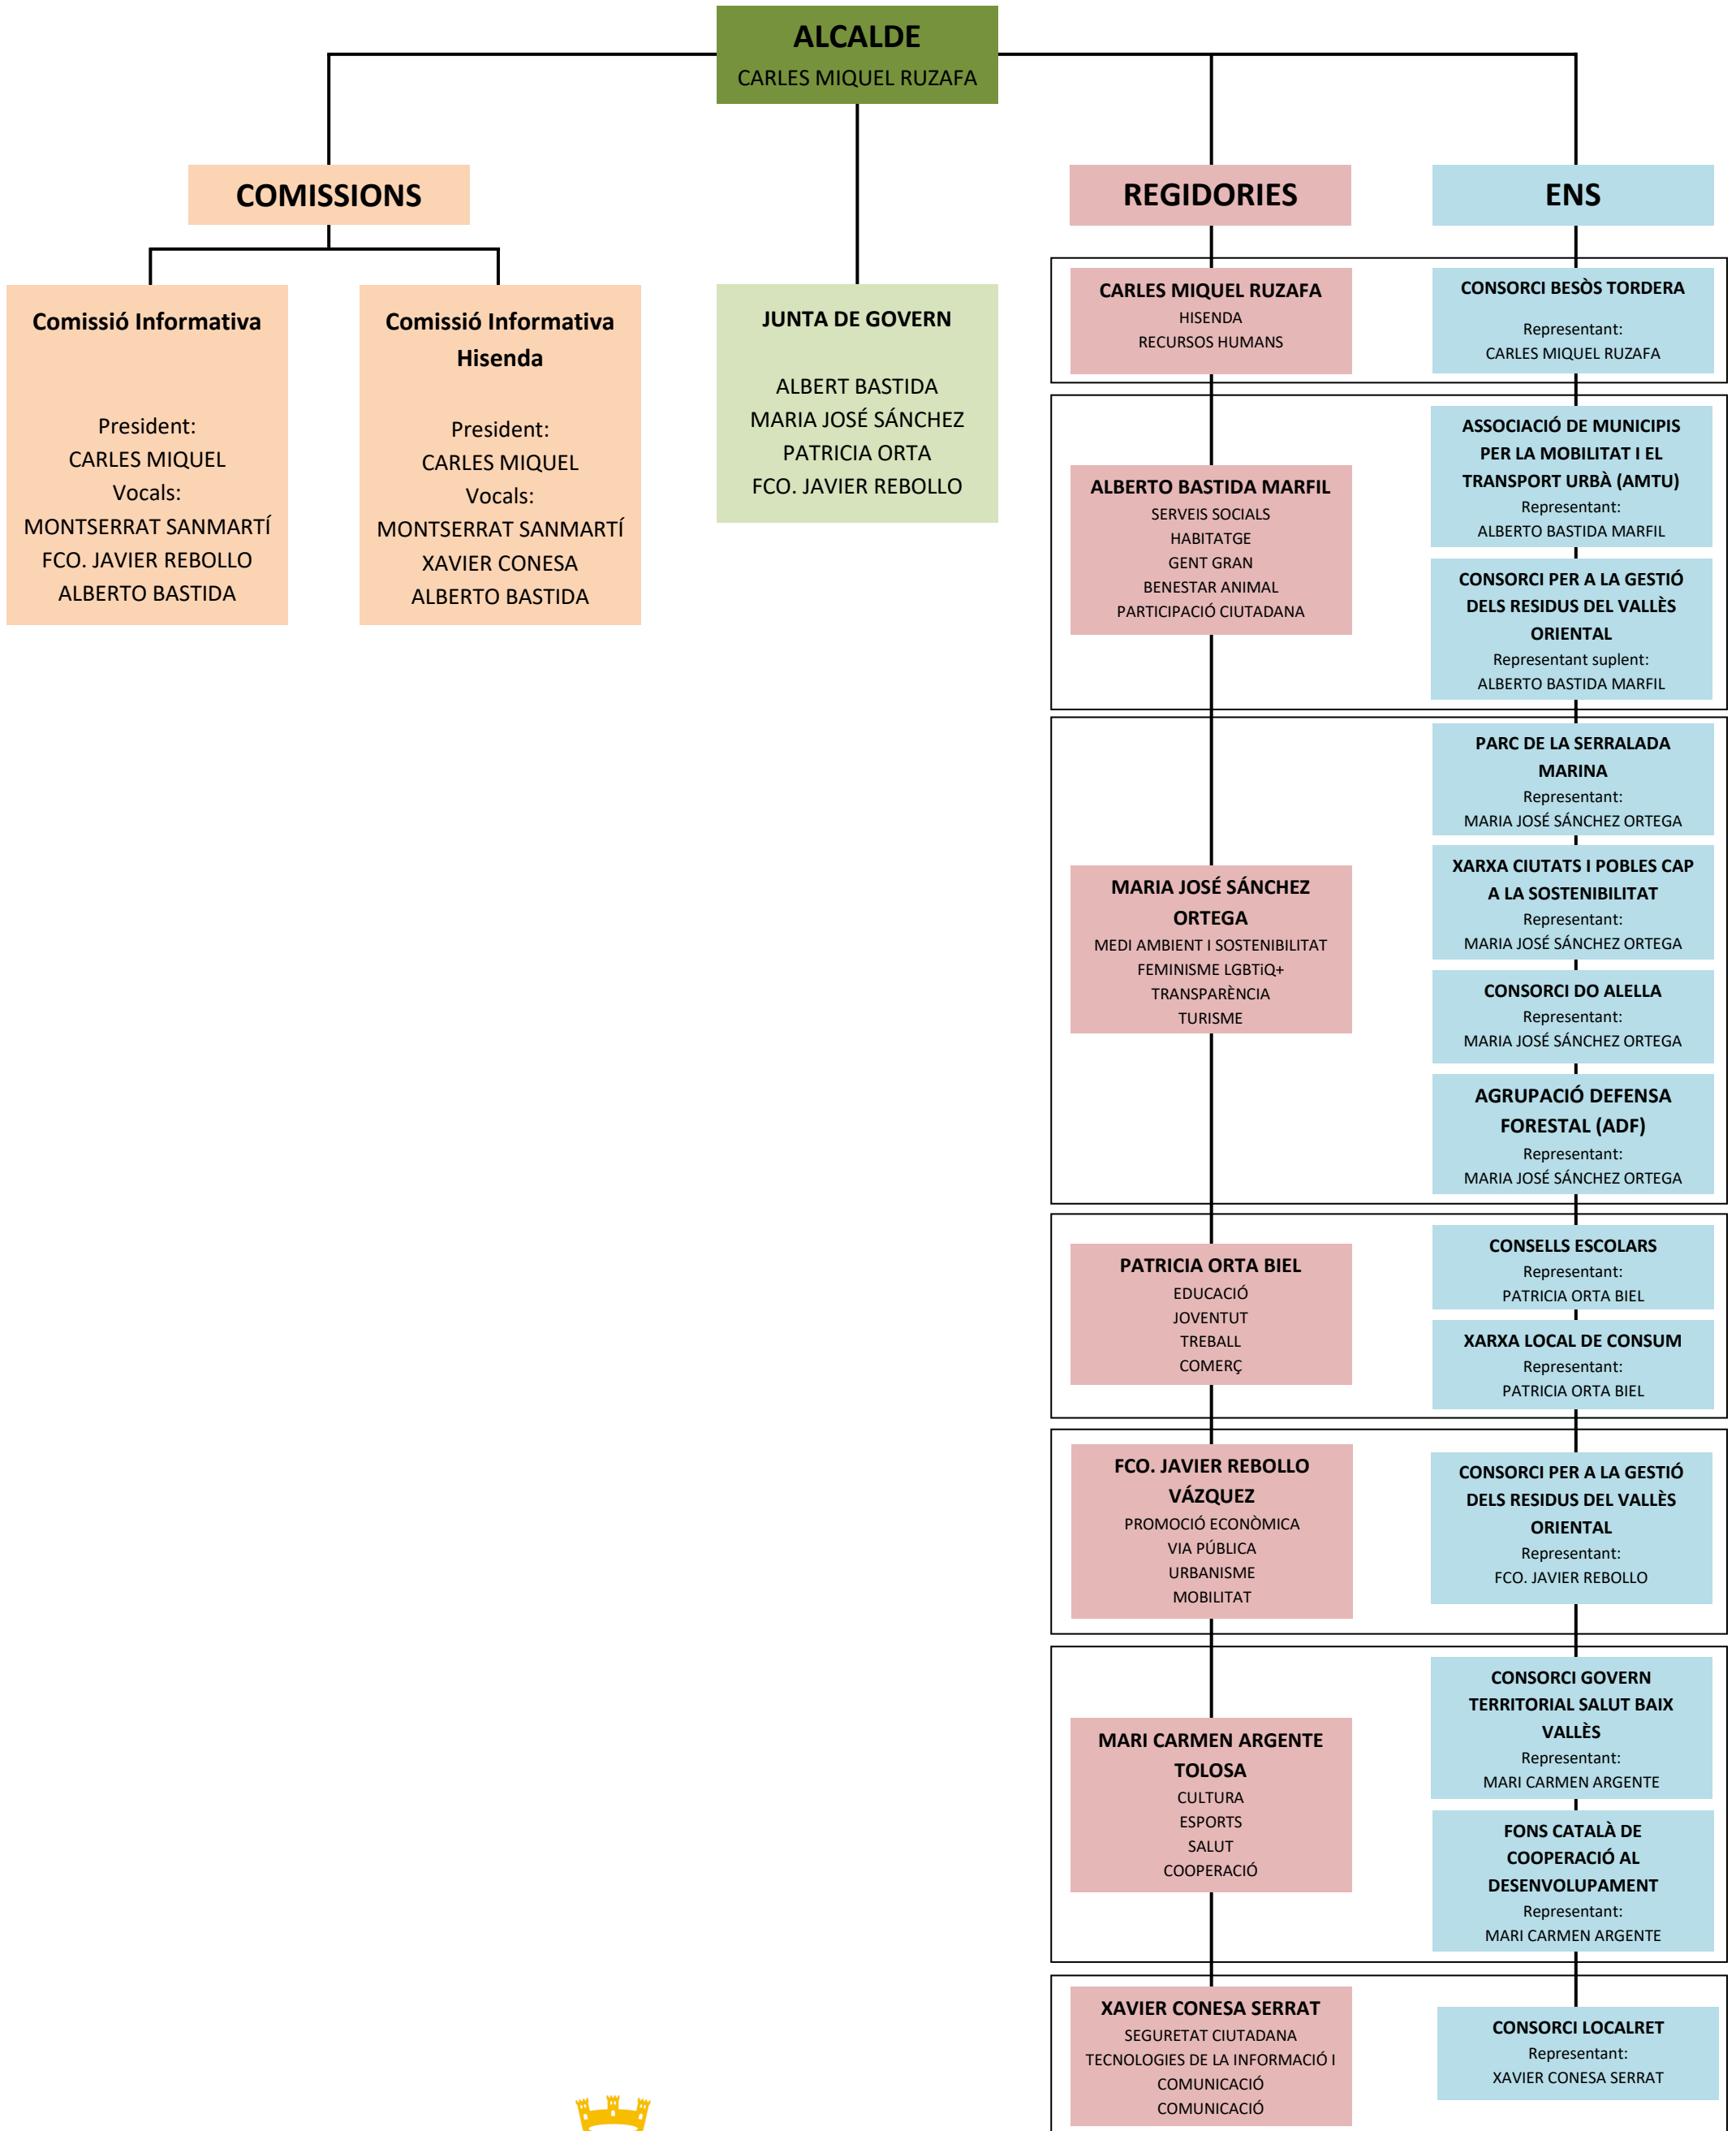 ALCALDE
CARLES MIQUEL RUZAFA
COMISSIONS
REGIDORIES
ENS
Comissió Informativa
President:
CARLES MIQUEL
Vocals:
MONTSERRAT SANMARTÍ
FCO. JAVIER REBOLLO
ALBERTO BASTIDA
Comissió Informativa
Hisenda
President:
CARLES MIQUEL
Vocals:
MONTSERRAT SANMARTÍ
XAVIER CONESA
ALBERTO BASTIDA
JUNTA DE GOVERN
ALBERT BASTIDA
MARIA JOSÉ SÁNCHEZ
PATRICIA ORTA
FCO. JAVIER REBOLLO
CARLES MIQUEL RUZAFA
HISENDA
RECURSOS HUMANS
CONSORCI BESÒS TORDERA
Representant:
CARLES MIQUEL RUZAFA
ALBERTO BASTIDA MARFIL
SERVEIS SOCIALS
HABITATGE
GENT GRAN
BENESTAR ANIMAL
PARTICIPACIÓ CIUTADANA
ASSOCIACIÓ DE MUNICIPIS
PER LA MOBILITAT I EL
TRANSPORT URBÀ (AMTU)
Representant:
ALBERTO BASTIDA MARFIL
CONSORCI PER A LA GESTIÓ
DELS RESIDUS DEL VALLÈS
ORIENTAL
Representant suplent:
ALBERTO BASTIDA MARFIL
MARIA JOSÉ SÁNCHEZ
ORTEGA
MEDI AMBIENT I SOSTENIBILITAT
FEMINISME LGBTiQ+
TRANSPARÈNCIA
TURISME
PARC DE LA SERRALADA
MARINA
Representant:
MARIA JOSÉ SÁNCHEZ ORTEGA
XARXA CIUTATS I POBLES CAP
A LA SOSTENIBILITAT
Representant:
MARIA JOSÉ SÁNCHEZ ORTEGA
CONSORCI DO ALELLA
Representant:
MARIA JOSÉ SÁNCHEZ ORTEGA
AGRUPACIÓ DEFENSA
FORESTAL (ADF)
Representant:
MARIA JOSÉ SÁNCHEZ ORTEGA
PATRICIA ORTA BIEL
EDUCACIÓ
JOVENTUT
TREBALL
COMERÇ
CONSELLS ESCOLARS
Representant:
PATRICIA ORTA BIEL
XARXA LOCAL DE CONSUM
Representant:
PATRICIA ORTA BIEL
FCO. JAVIER REBOLLO
VÁZQUEZ
PROMOCIÓ ECONÒMICA
VIA PÚBLICA
URBANISME
MOBILITAT
CONSORCI PER A LA GESTIÓ
DELS RESIDUS DEL VALLÈS
ORIENTAL
Representant:
FCO. JAVIER REBOLLO
MARI CARMEN ARGENTE
TOLOSA
CULTURA
ESPORTS
SALUT
COOPERACIÓ
CONSORCI GOVERN
TERRITORIAL SALUT BAIX
VALLÈS
Representant:
MARI CARMEN ARGENTE
FONS CATALÀ DE
COOPERACIÓ AL
DESENVOLUPAMENT
Representant:
MARI CARMEN ARGENTE
XAVIER CONESA SERRAT
SEGURETAT CIUTADANA
TECNOLOGIES DE LA INFORMACIÓ I
COMUNICACIÓ
COMUNICACIÓ
CONSORCI LOCALRET
Representant:
XAVIER CONESA SERRAT